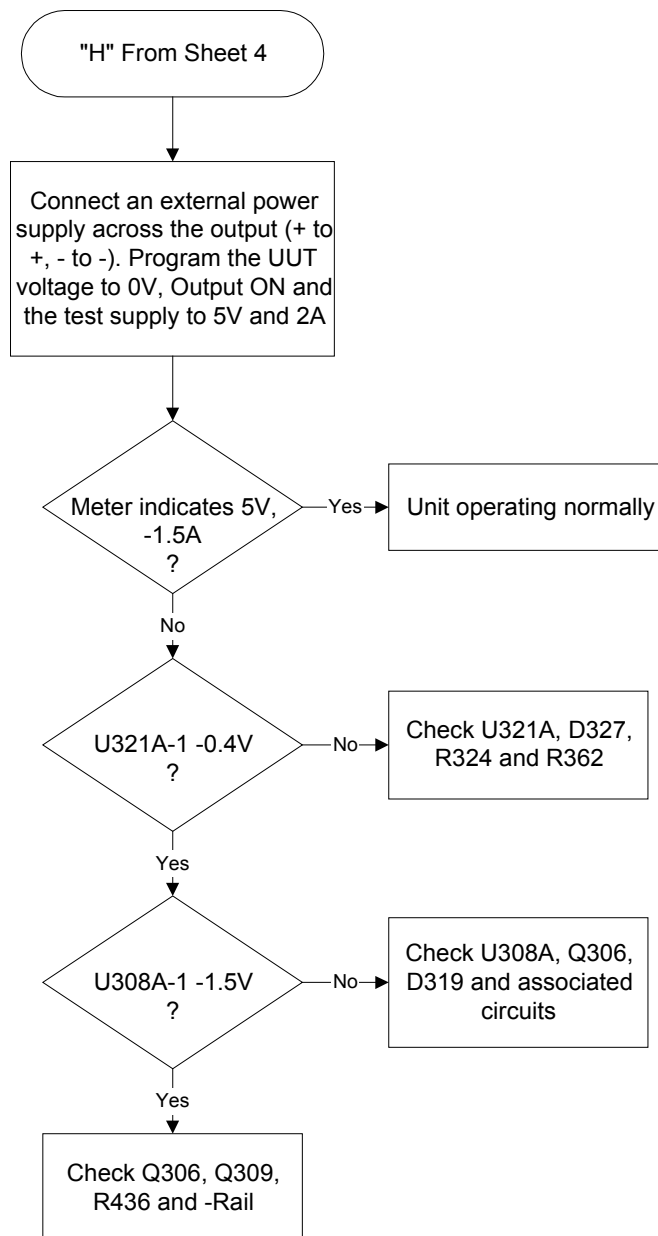 "H" From Sheet 4
Connect an external power
supply across the output (+ to
+, - to -). Program the UUT
voltage to 0V, Output ON and
the test supply to 5V and 2A
Meter indicates 5V,
-1.5A
?
Yes
Unit operating normally
No
U321A-1 -0.4V
?
No
Check U321A, D327,
R324 and R362
Yes
U308A-1 -1.5V
?
No
Check U308A, Q306,
D319 and associated
circuits
Yes
Check Q306, Q309,
R436 and -Rail